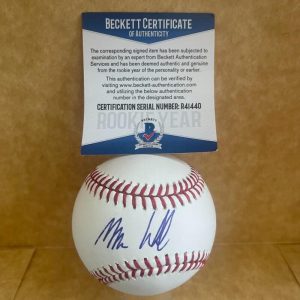 BECKETT CERTIFICATE
OF AUTHENTICITY
The corresponding signed item has been subjected to
examination by an expert from Beckett Authentication
Services and has been deemed authentic and genuine
from the rookie year of the personality or earlier.
This certification may be verified by
visiting www.beckett-authentication.com
and utilizing the below number
in the designated area.
CERTIFICATION SERIAL NUMBER: R41440
ROOKIE YEAR
B
BECKETT